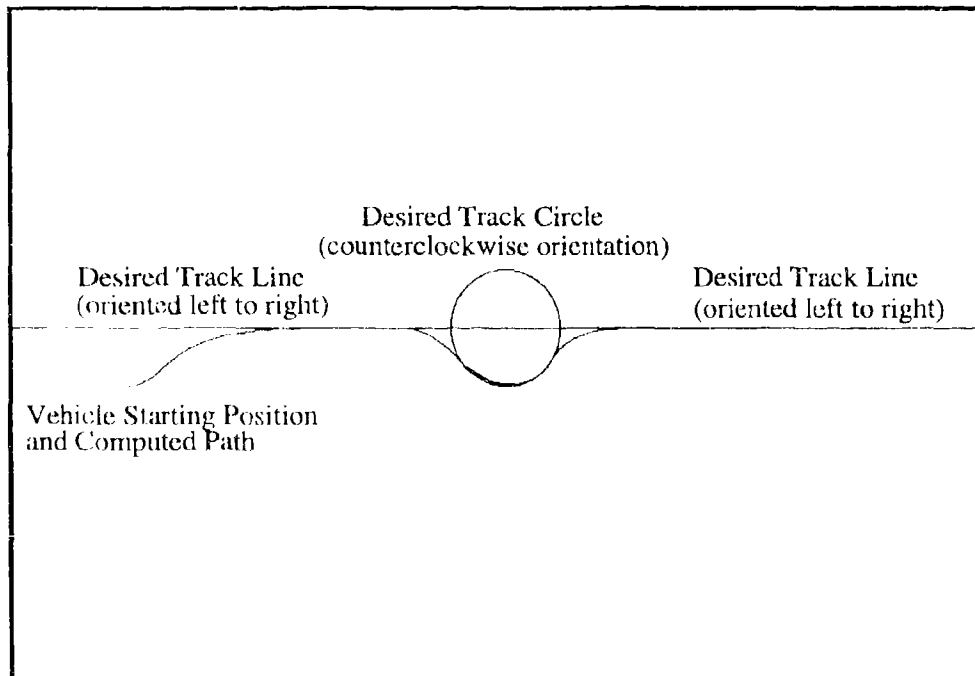 Desired Track Circle
(counterclockwise orientation)
Desired Track Line
(oriented left to right)
Desired Track Line
(oriented left to right)
Vehicle Starting Position
and Computed Path